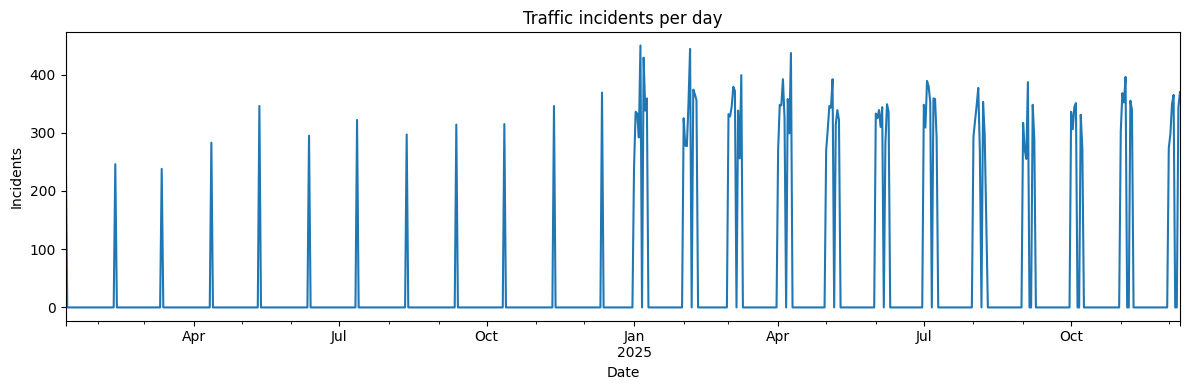 Traffic incidents per day
Incidents
400
300
200
100
0
Apr
Jul
Oct
Jan
2025
Apr
Jul
Oct
Date